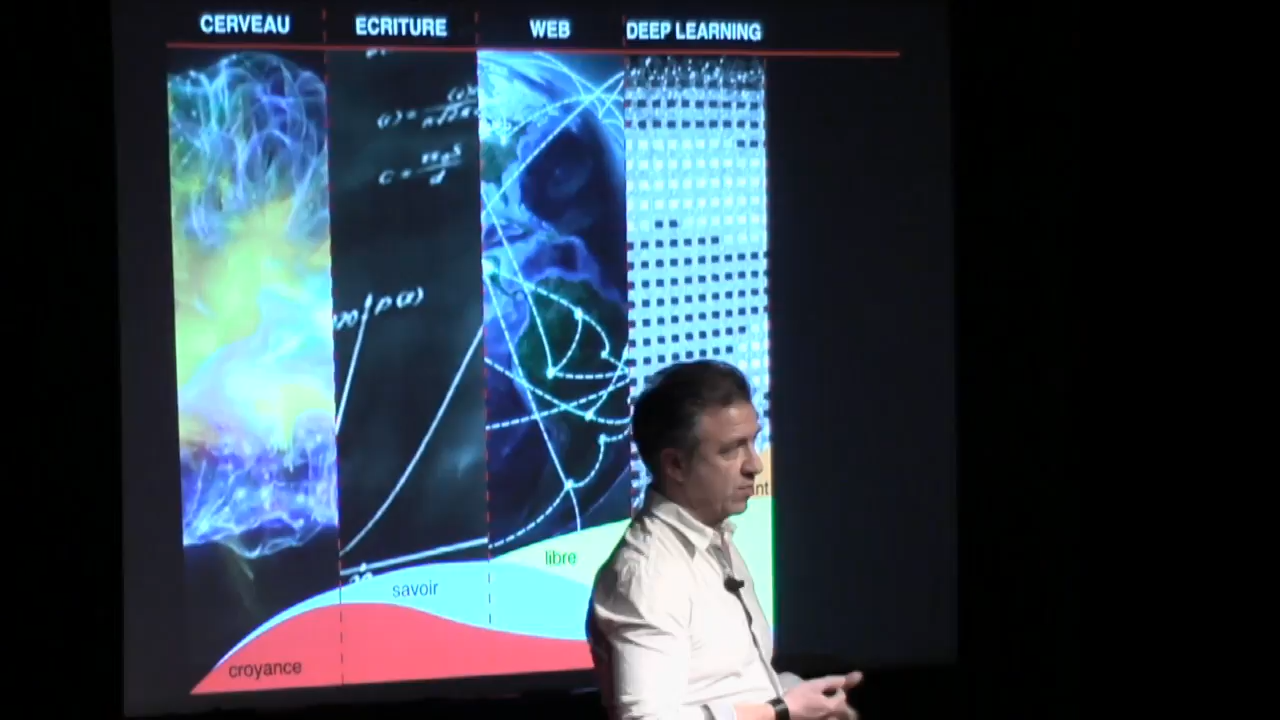 CERVEAU
ECRITURE
WEB
DEEP LEARNING
libre
savoir
croyance